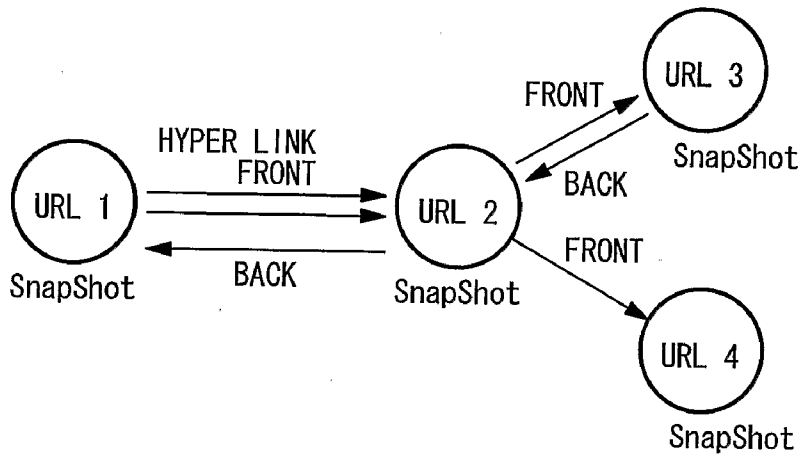 URL 3
FRONT
SnapShot
HYPER LINK
FRONT
BACK
URL 1
URL 2
FRONT
BACK
SnapShot
SnapShot
URL 4
SnapShot